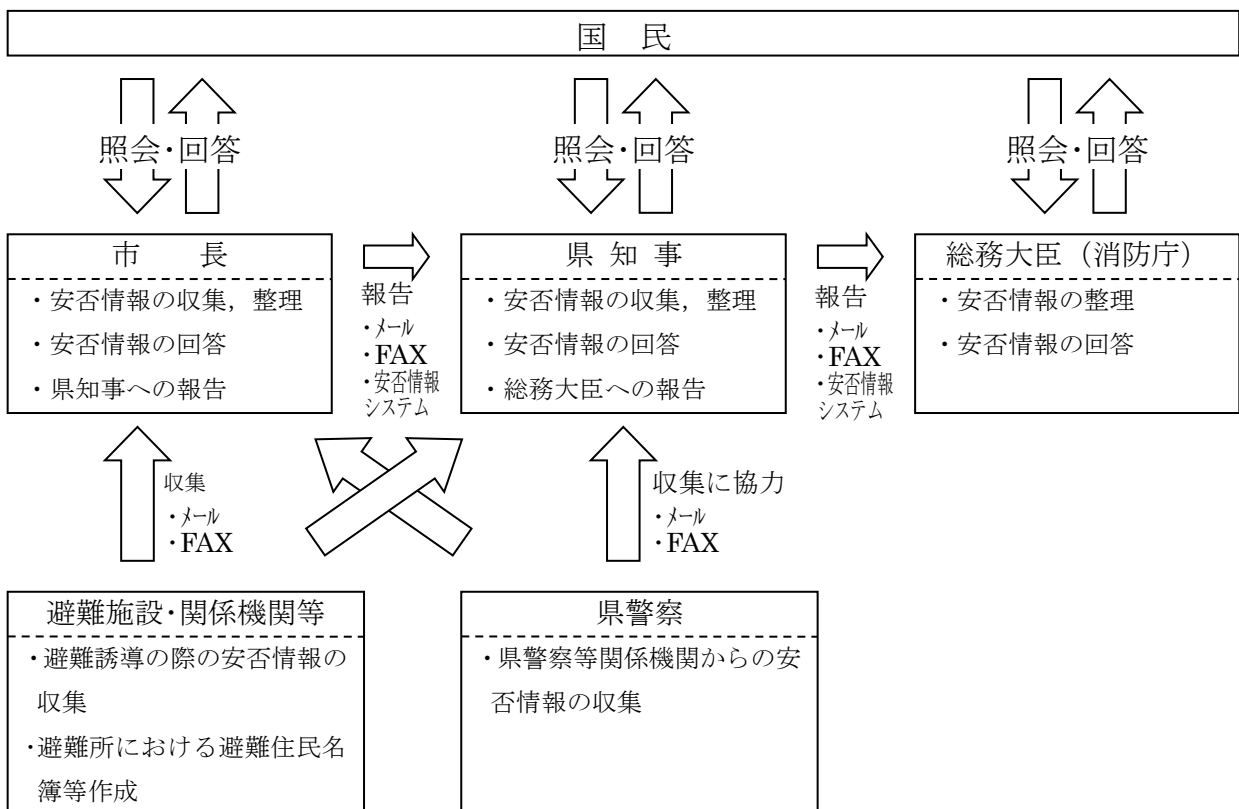 国　民
照会・回答
照会・回答
照会・回答
市　　長
・安否情報の収集，整理
・安否情報の回答
・県知事への報告
報告
・メール
・FAX
・安否情報
システム
県 知 事
・安否情報の収集，整理
・安否情報の回答
・総務大臣への報告
報告
・メール
・FAX
・安否情報
システム
総務大臣（消防庁）
・安否情報の整理
・安否情報の回答
収集
・メール
・FAX
収集に協力
・メール
・FAX
避難施設・関係機関等
・避難誘導の際の安否情報の
収集
・避難所における避難住民名
簿等作成
県警察
・県警察等関係機関からの安
否情報の収集